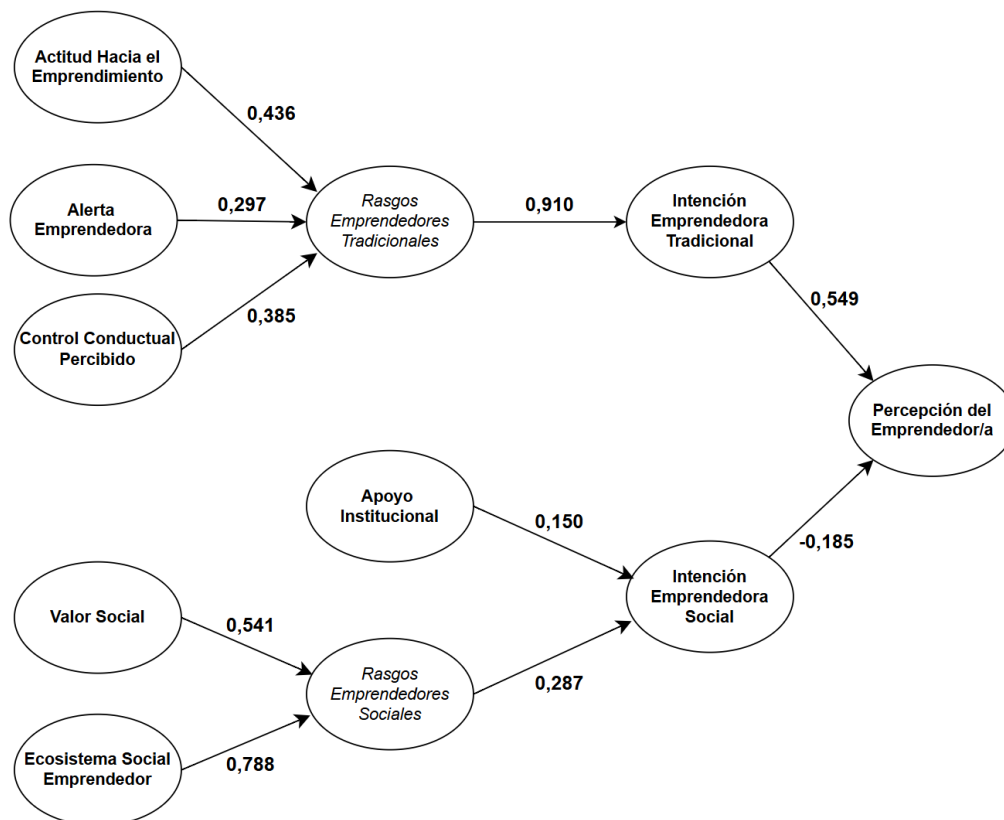 Actitud Hacia el
Emprendimiento
0,436
Alerta
Emprendedora
0,297
Rasgos
Emprendedores
Tradicionales
0,910
Intención
Emprendedora
Tradicional
Control Conductual
Percibido
0,385
0,549
Percepción del
Emprendedor/a
Apoyo
Institucional
0,150
-0,185
Intención
Emprendedora
Social
Valor Social
0,541
Rasgos
Emprendedores
Sociales
0,287
Ecosistema Social
Emprendedor
0,788